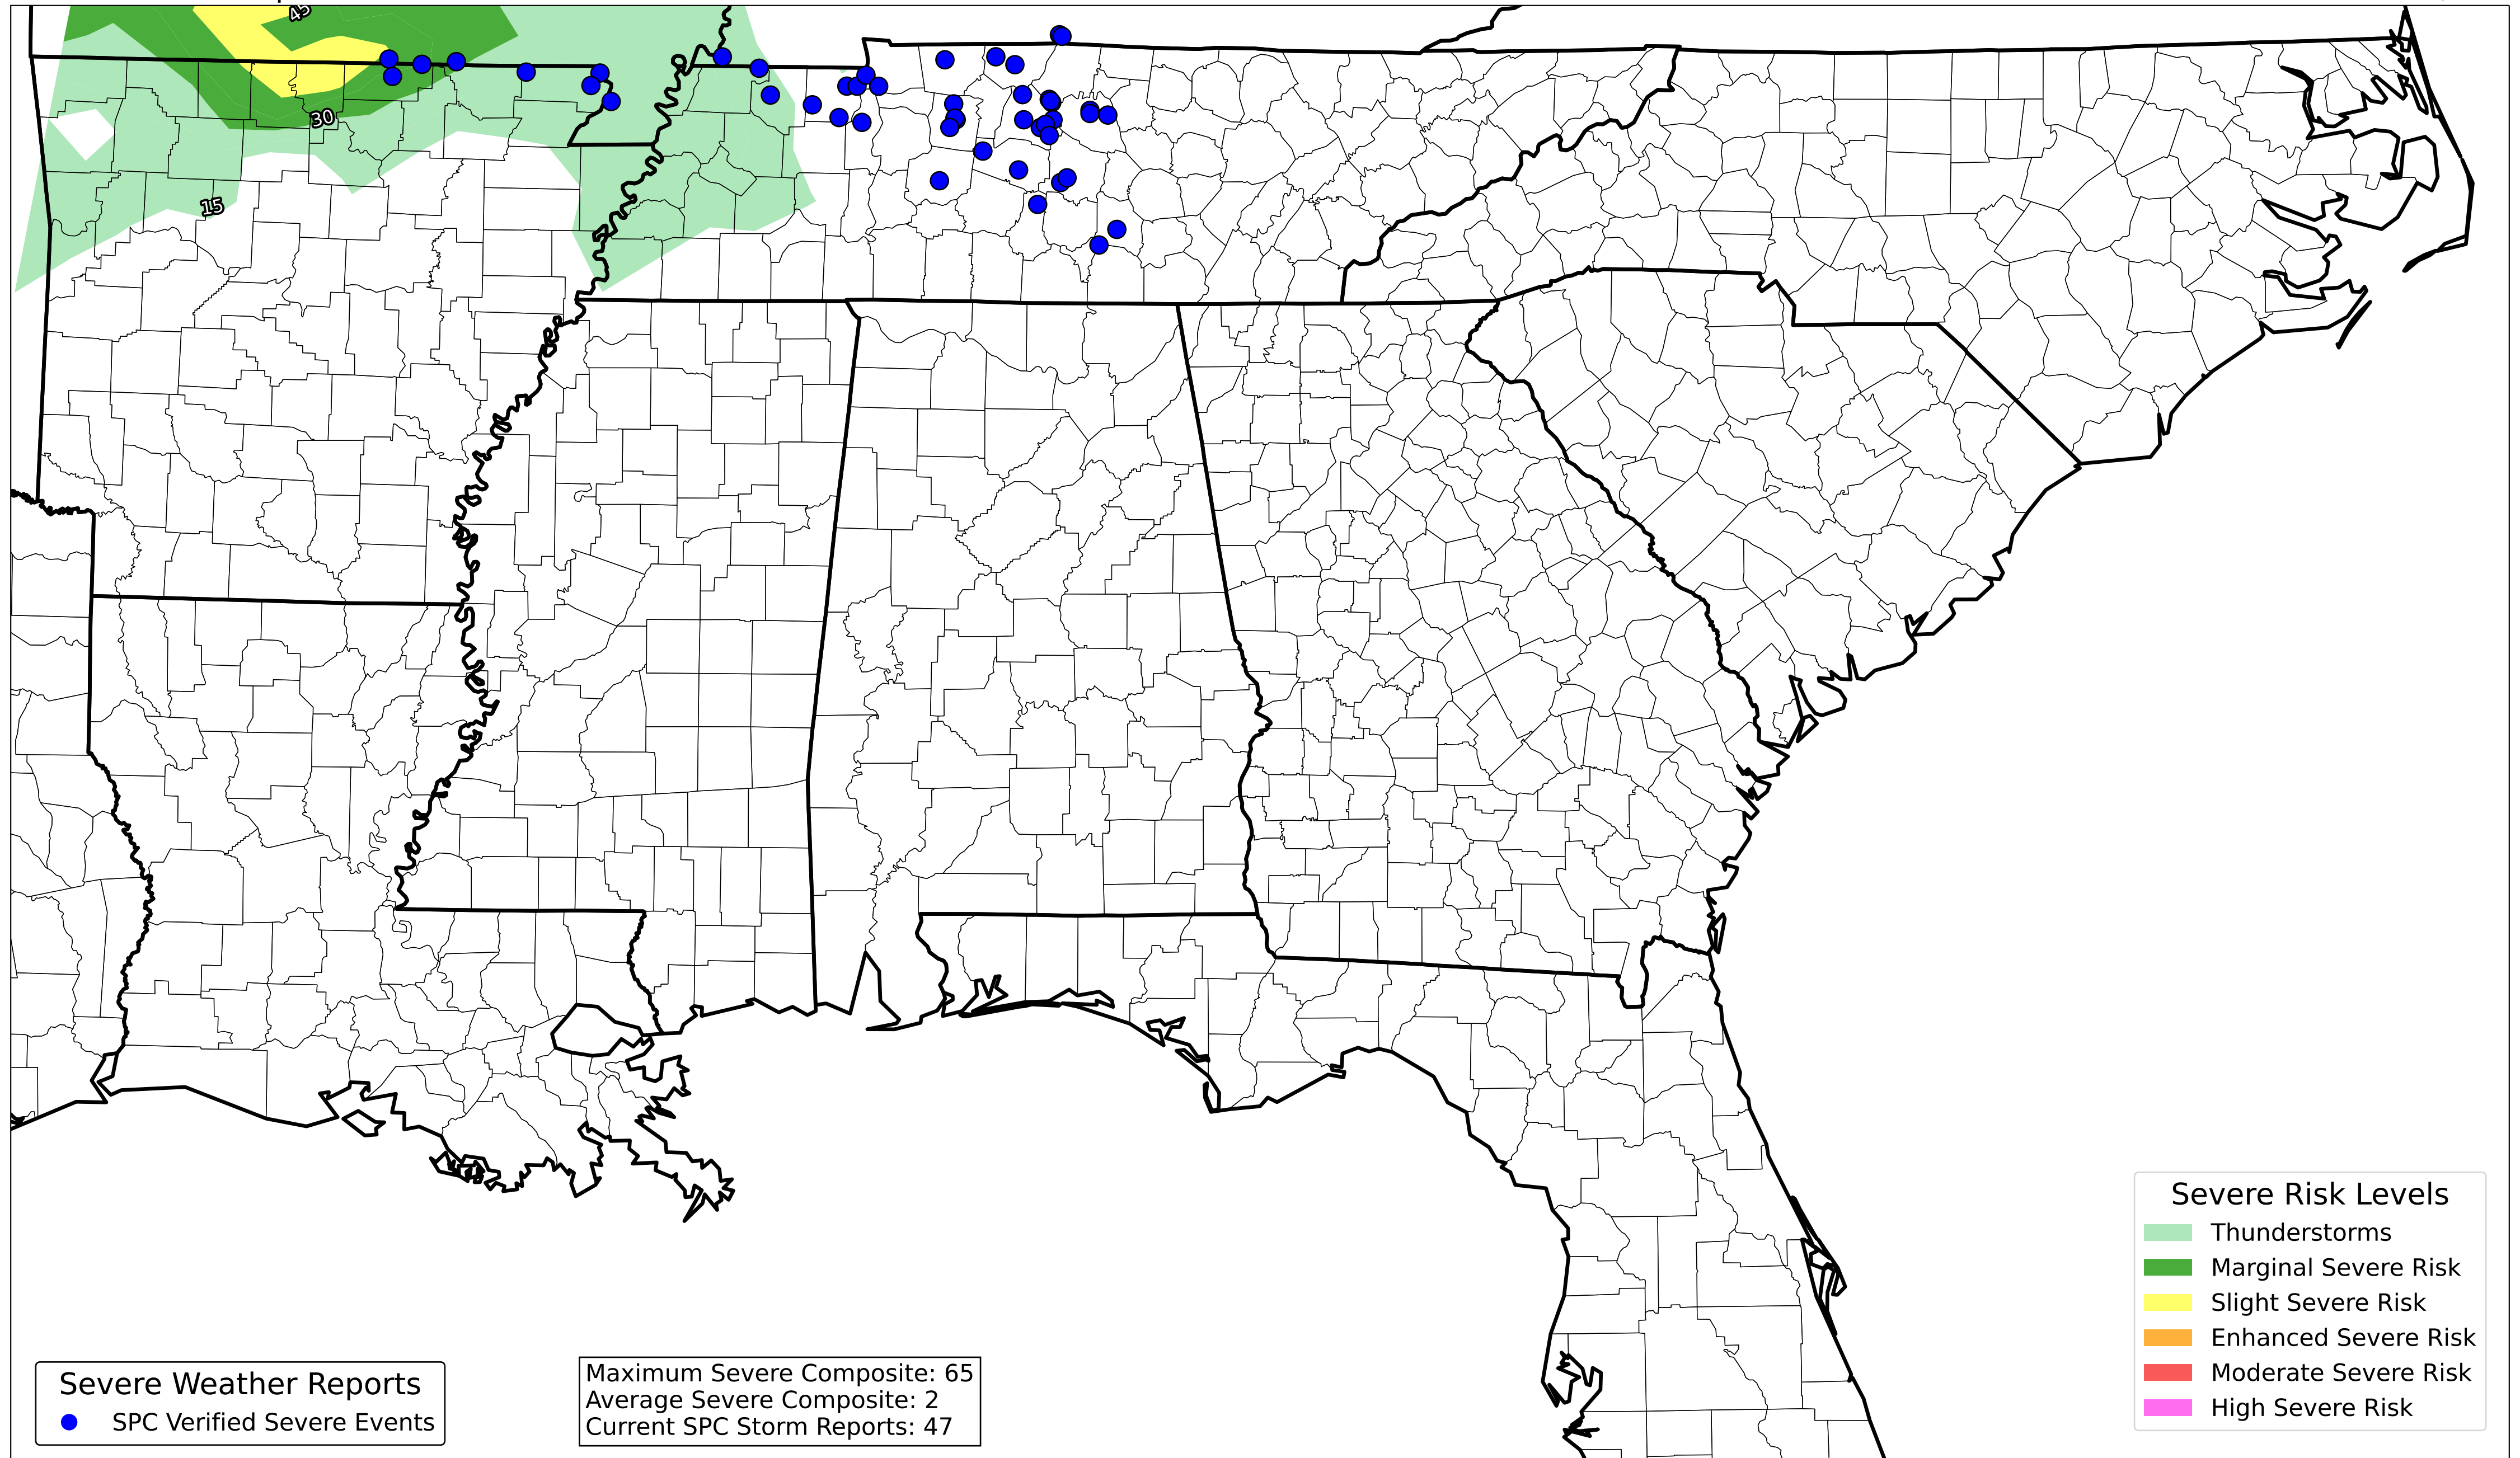 45
30
15
Severe Risk Levels
Thunderstorms
Marginal Severe Risk
Slight Severe Risk
Enhanced Severe Risk
Moderate Severe Risk
High Severe Risk
Severe Weather Reports
SPC Verified Severe Events
Maximum Severe Composite: 65
Average Severe Composite: 2
Current SPC Storm Reports: 47